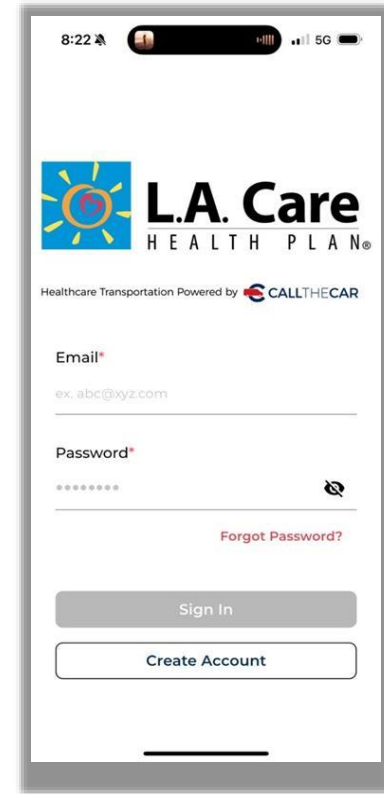 8:22 5G
L.A. Care
HEALTH PLAN®
Healthcare Transportation Powered by CALLTHECAR
Email*
ex. abc@xyz.com
Password*
Forgot Password?
Sign In
Create Account